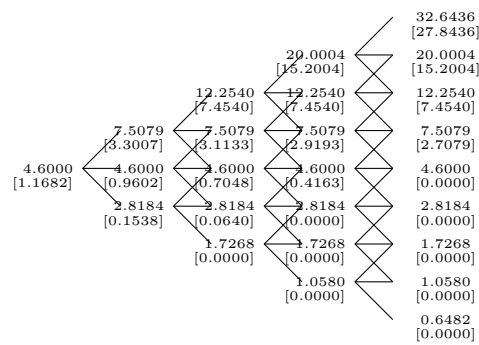 32.6436
[27.8436]
20.0004 20.0004
[15.2004] [15.2004]
12.2540 12.2540 12.2540
[7.4540] [7.4540] [7.4540]
7.5079 7.5079 7.5079 7.5079
[3.3007] [3.1133] [2.9193] [2.7079]
4.6000 4.6000 4.6000 4.6000 4.6000
[1.1682] [0.9602] [0.7048] [0.4163] [0.0000]
2.8184 2.8184 2.8184 2.8184
[0.1538] [0.0640] [0.0000] [0.0000]
1.7268 1.7268 1.7268
[0.0000] [0.0000] [0.0000]
1.0580 1.0580
[0.0000] [0.0000]
0.6482
[0.0000]